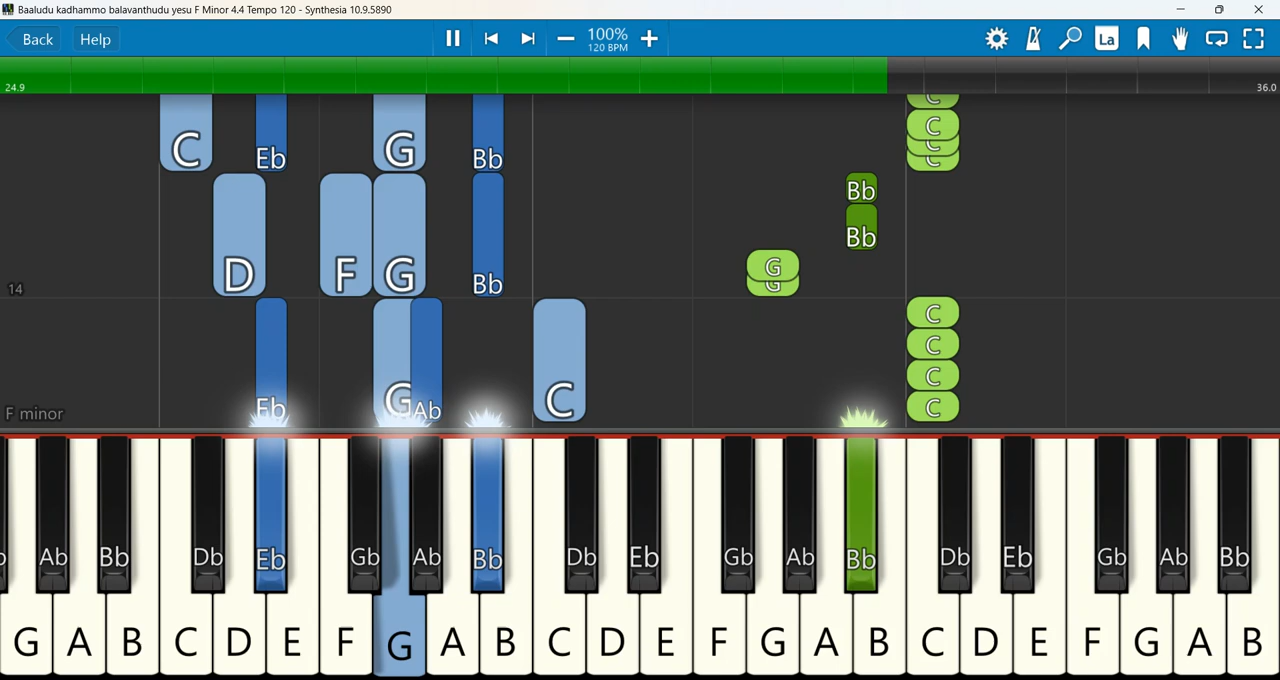 Baaludu kadhammo balavanthudu yesu F Minor 4.4 Tempo 120 - Synthesia 10.9.5890
Back Help 100% La
120 BPM
24.9 36.0
C
C Eb G Bb C C
Bb
D F G Bb Bb
G
14 G
C
C
C
F minor Eb G Ab C C
Ab Bb Db Eb Gb Ab Bb Db Eb Gb Ab Bb Db Eb Gb Ab Bb
G A B C D E F G A B C D E F G A B C D E F G A B